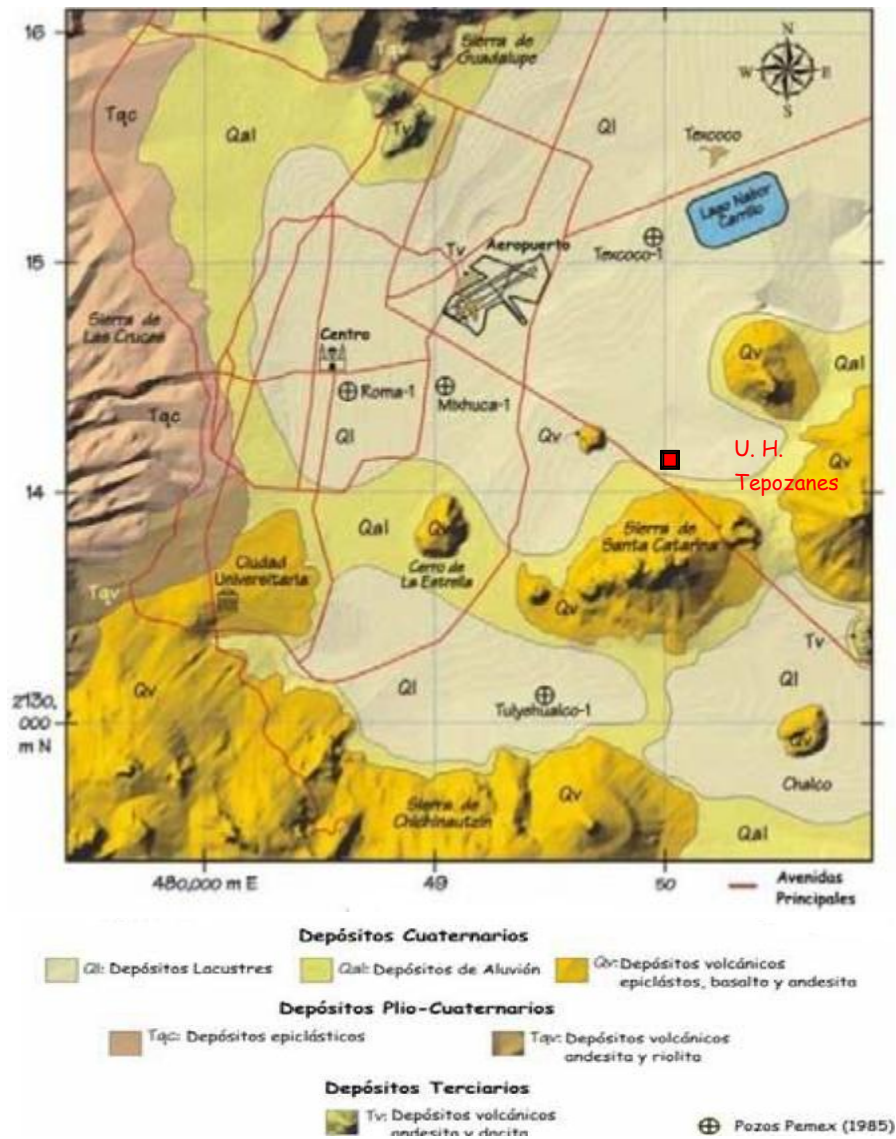 16
N
W E
S
Tqv
Sierra de
Guadalupe
Tqc
Qal
Tv
Ql
Texcoco
Lago Nabor
Carrillo
Texcoco-1
Tv
Aeropuerto
15
Sierra de
Las Cruces
Centro
Roma-1
Mixhuca-1
Qv
Qal
Tqc
Ql
Qv
U. H.
Tepozanes
Qv
14
Qal
Qv
Cerro de
La Estrella
Sierra de
Santa Catarina
Ciudad
Universitaria
Tqv
Qv
Tv
Qv
Ql
Ql
Tulyehualco-1
2'130,
000
m N
Qv
Chalco
Sierra de
Chichinautzin
Qv
Qal
480,000 m E
49
50
Avenidas
Principales
Depósitos Cuaternarios
Ql: Depósitos Lacustres
Qal: Depósitos de Aluvión
Qv: Depósitos volcánicos
epiclástos, basalto y andesita
Depósitos Plio-Cuaternarios
Tqc: Depósitos epiclásticos
Tqv: Depósitos volcánicos
andesita y riolita
Depósitos Terciarios
Tv: Depósitos volcánicos
andesita y dacita
Pozos Pemex (1985)